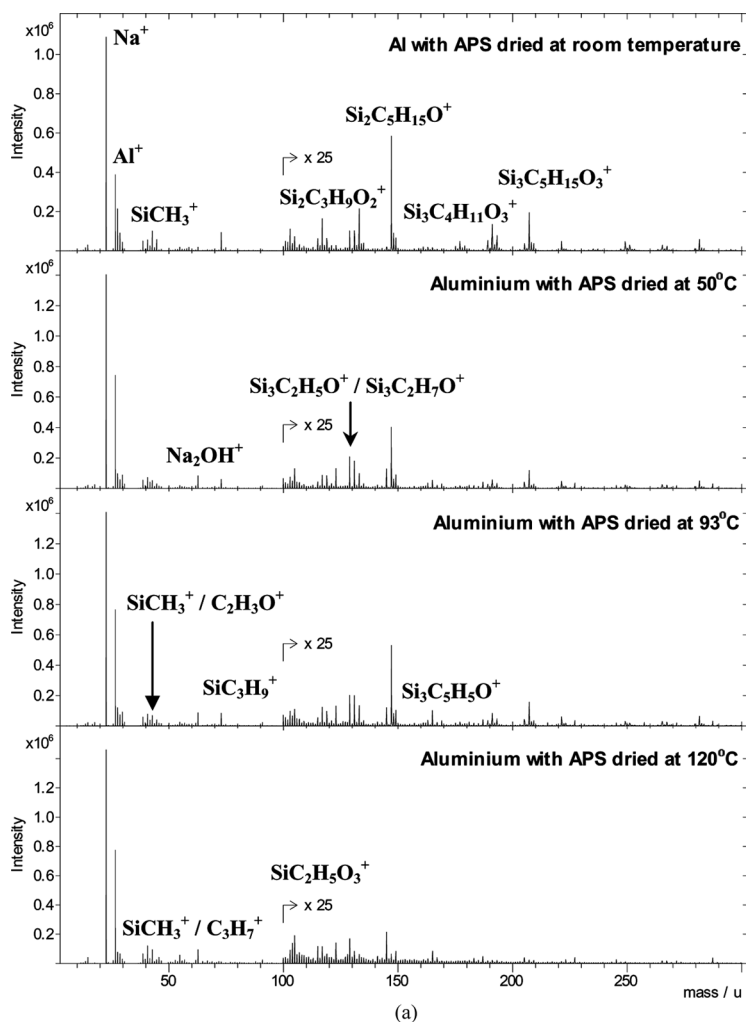 x10⁶
Al with APS dried at room temperature
Na⁺
1.0
0.8
Si₂C₅H₁₅O⁺
Intensity
0.6
Al⁺
x 25
0.4
Si₂C₃H₉O₂⁺
Si₃C₅H₁₅O₃⁺
SiCH₃⁺
Si₃C₄H₁₁O₃⁺
0.2
x10⁶
Aluminium with APS dried at 50°C
1.2
1.0
0.8
Intensity
Si₃C₂H₅O⁺ / Si₃C₂H₇O⁺
0.6
x 25
0.4
Na₂OH⁺
0.2
x10⁶
Aluminium with APS dried at 93°C
1.2
1.0
SiCH₃⁺ / C₂H₃O⁺
0.8
Intensity
0.6
x 25
0.4
SiC₃H₉⁺
Si₃C₅H₅O⁺
0.2
x10⁶
Aluminium with APS dried at 120°C
1.2
1.0
0.8
Intensity
SiC₂H₅O₃⁺
0.6
x 25
0.4
SiCH₃⁺ / C₃H₇⁺
0.2
50 100 150 200 250
mass / u
(a)